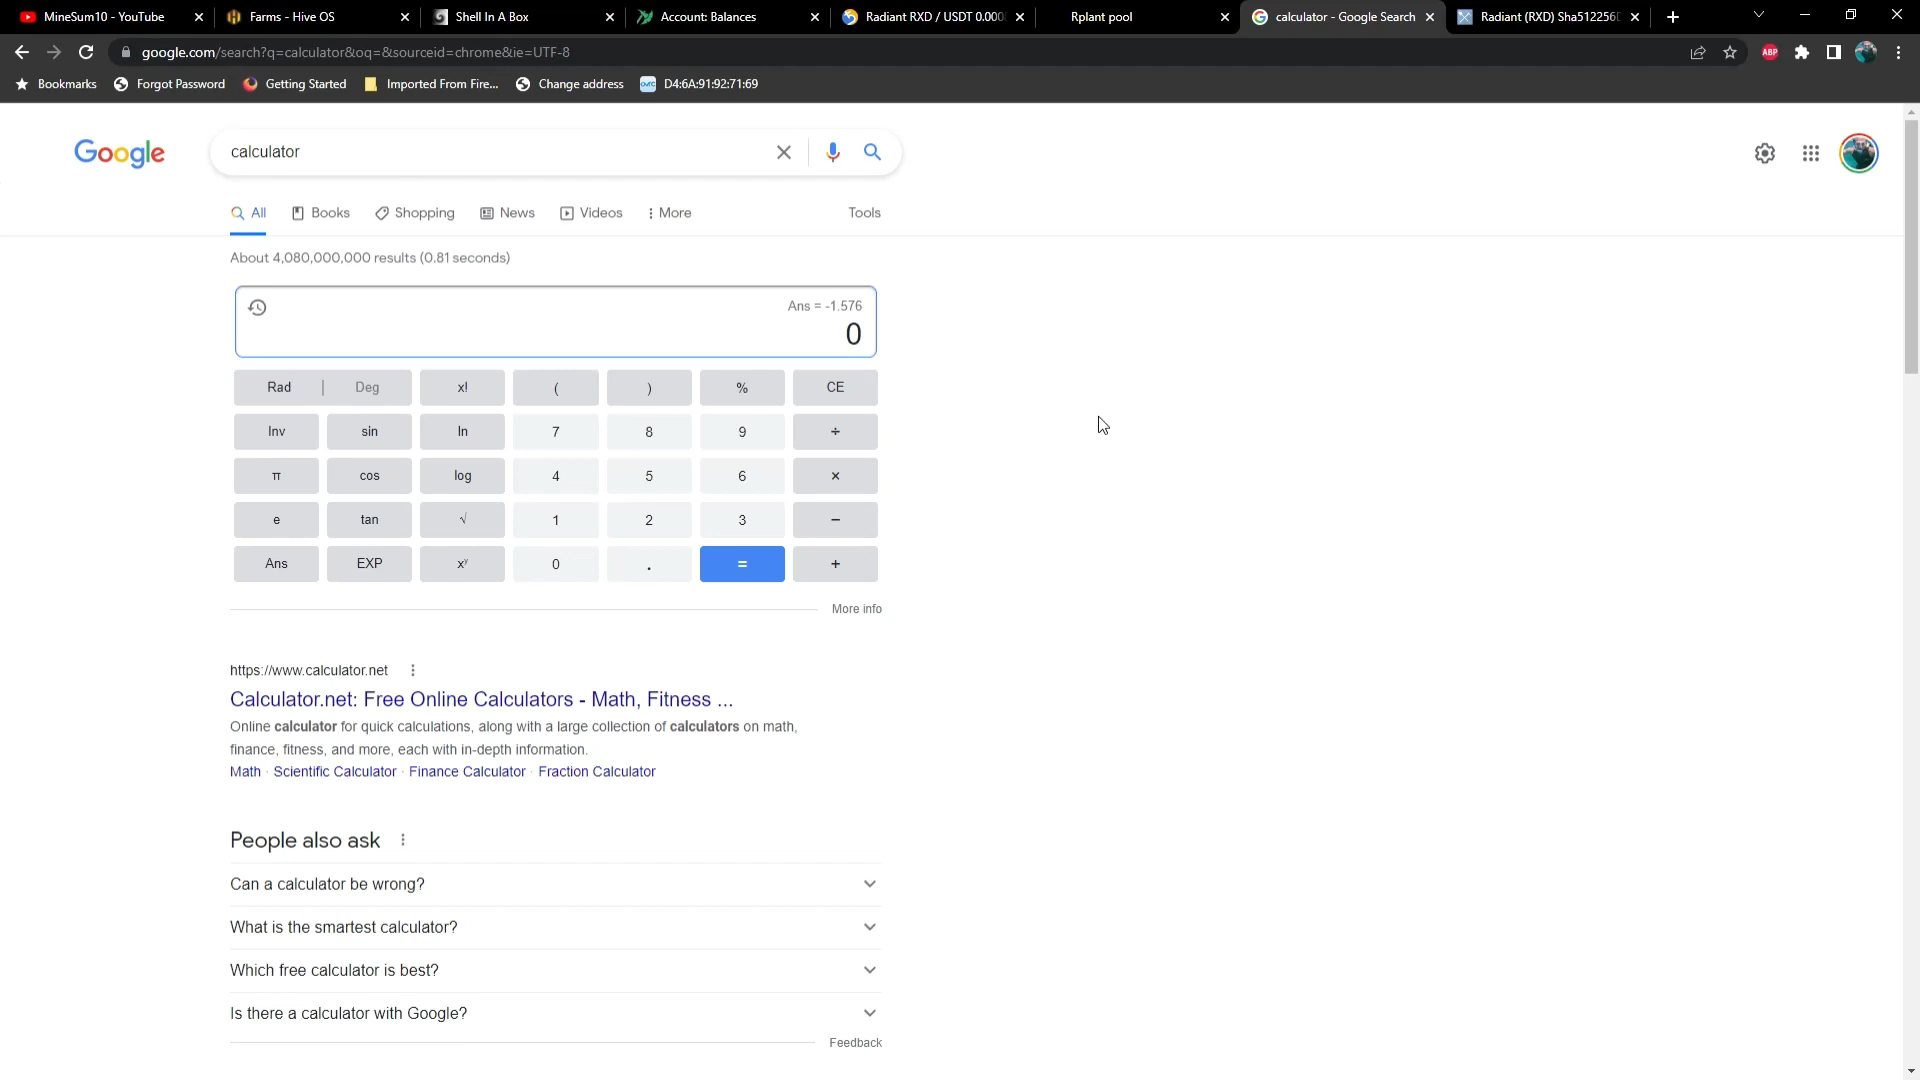 MineSum10 - YouTube
Farms - Hive OS
Shell In A Box
Account: Balances
Radiant RXD / USDT 0.000
Rplant pool
calculator - Google Search
Radiant (RXD) Sha512256
google.com/search?q=calculator&oq=&sourceid=chrome&ie=UTF-8
ABP
Bookmarks
Forgot Password
Getting Started
Imported From Fire...
Change address
D4:6A:91:92:71:69
Google
calculator
All
Books
Shopping
News
Videos
More
Tools
About 4,080,000,000 results (0.81 seconds)
Ans = -1.576
0
Rad | Deg x! ( ) % CE
Inv sin ln 7 8 9 ÷
π cos log 4 5 6 ×
e tan √ 1 2 3 −
Ans EXP xʸ 0 . = +
More info
https://www.calculator.net
Calculator.net: Free Online Calculators - Math, Fitness ...
Online calculator for quick calculations, along with a large collection of calculators on math,
finance, fitness, and more, each with in-depth information.
Math · Scientific Calculator · Finance Calculator · Fraction Calculator
People also ask
Can a calculator be wrong?
What is the smartest calculator?
Which free calculator is best?
Is there a calculator with Google?
Feedback